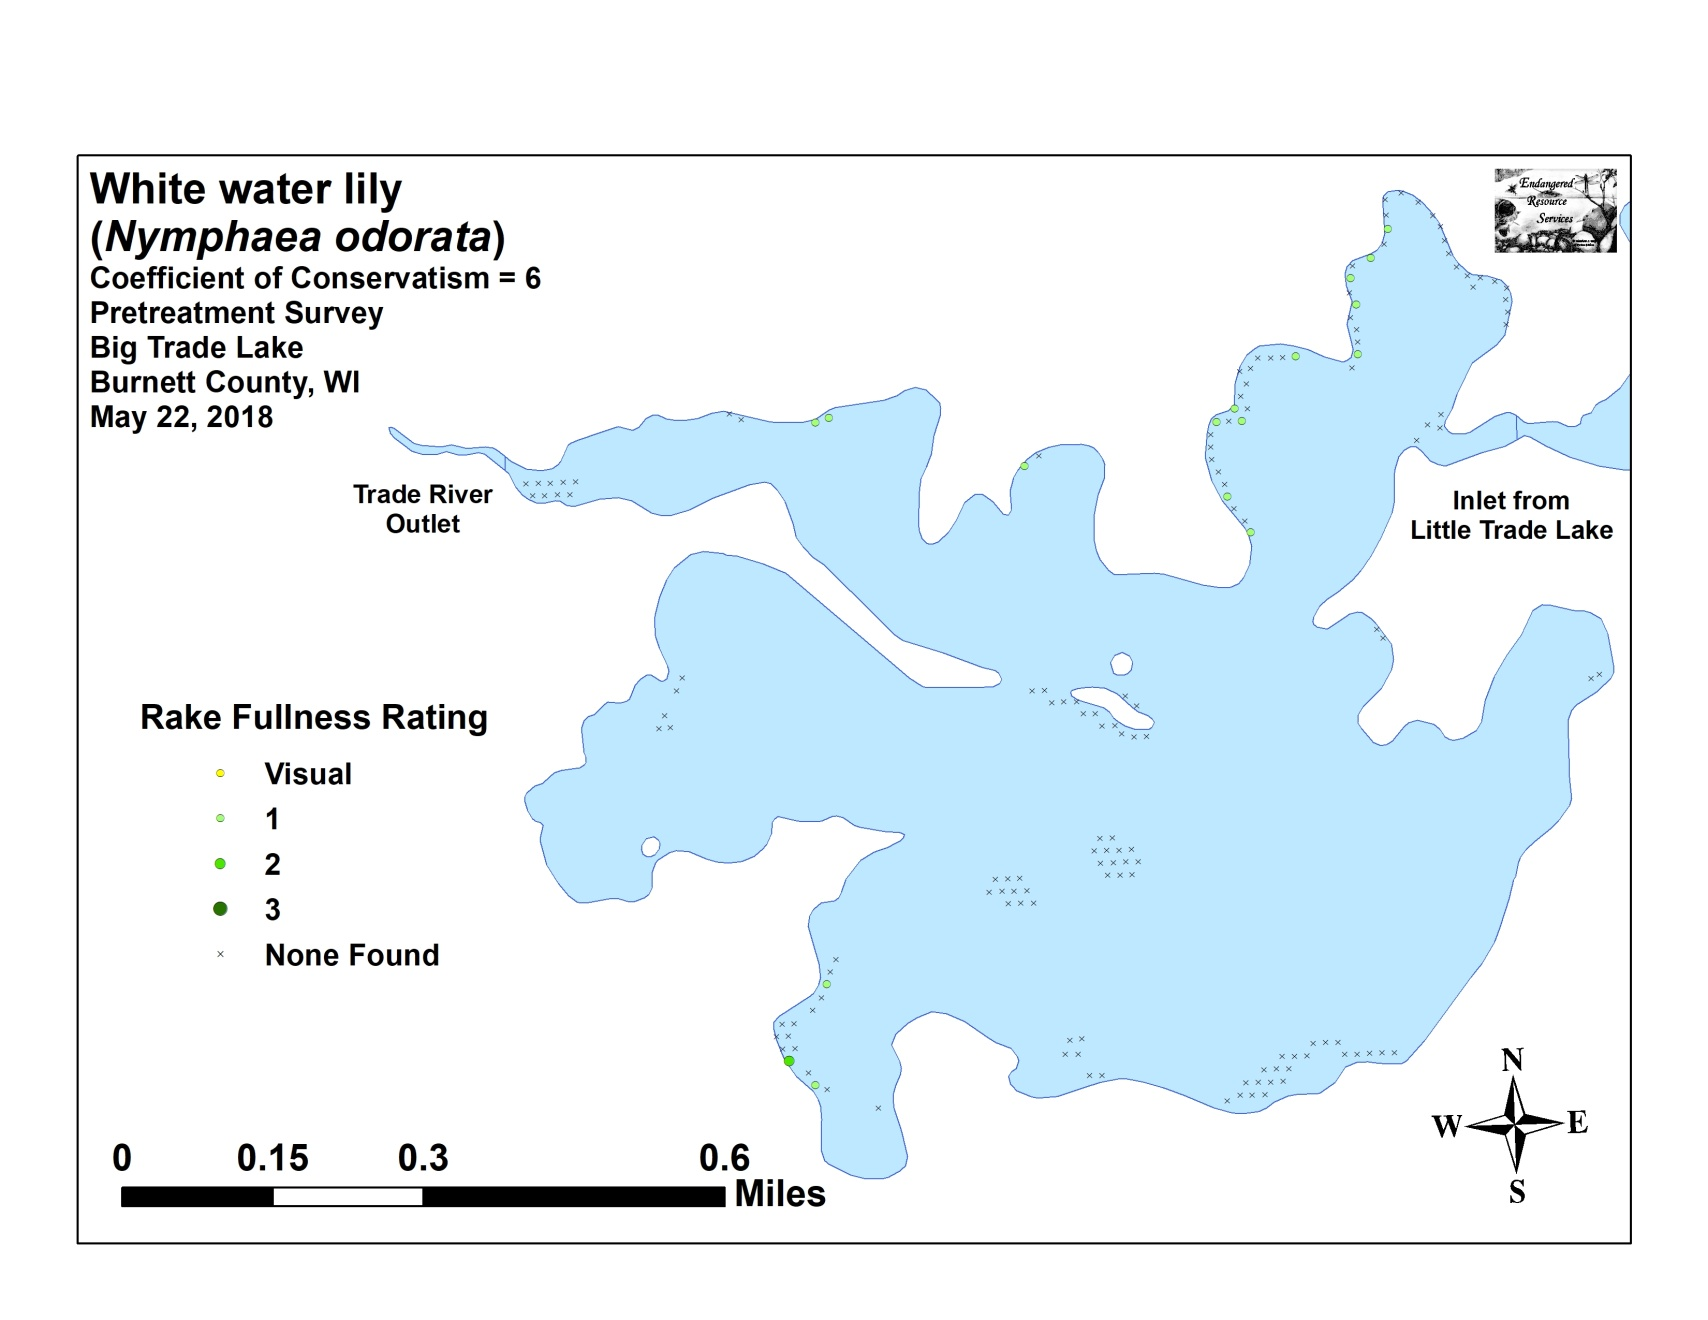 White water lily
(Nymphaea odorata)
Coefficient of Conservatism = 6
Pretreatment Survey
Big Trade Lake
Burnett County, WI
May 22, 2018
Endangered
Resource
Services
Trade River
Outlet
Inlet from
Little Trade Lake
Rake Fullness Rating
Visual
1
2
3
None Found
N
W E
S
0 0.15 0.3 0.6
Miles